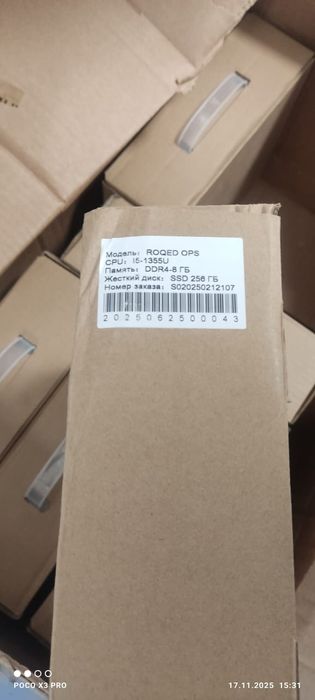 Модель: ROQED OPS
CPU: I5-1355U
Память: DDR4-8 ГБ
Жесткий диск: SSD 256 ГБ
Номер заказа: S020250212107
2025062500043
POCO X3 PRO
17.11.2025 15:31